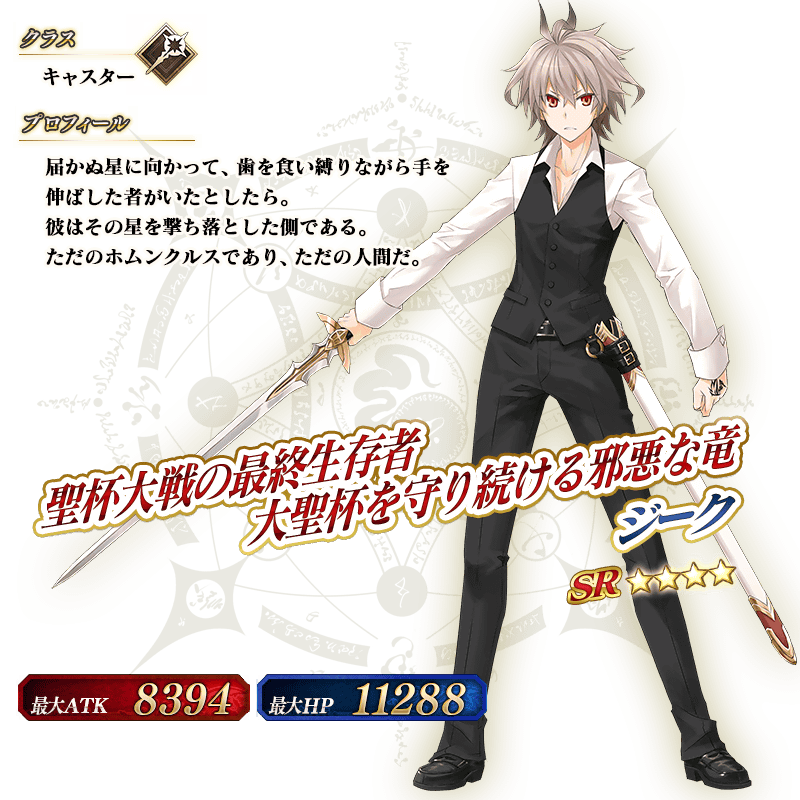 クラス
キャスター
プロフィール
届かぬ星に向かって、歯を食い縛りながら手を
伸ばした者がいたとしたら。
彼はその星を撃ち落とした側である。
ただのホムンクルスであり、ただの人間だ。
聖杯大戦の最終生存者
大聖杯を守り続ける邪悪な竜
ジーク
SR
最大ATK 8394
最大HP 11288